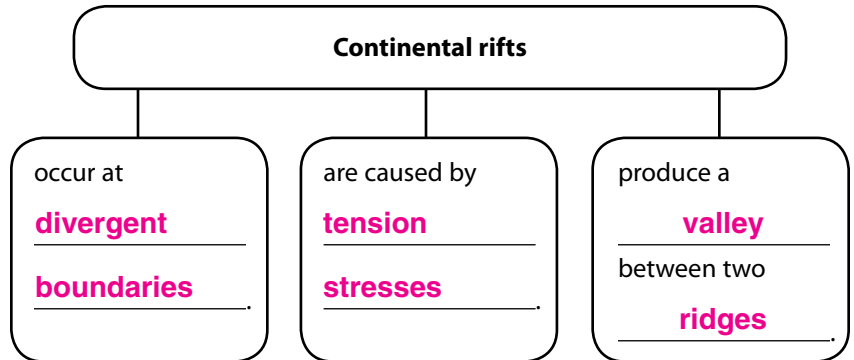 Continental rifts
occur at
divergent
boundaries.
are caused by
tension
stresses.
produce a
valley
between two
ridges.